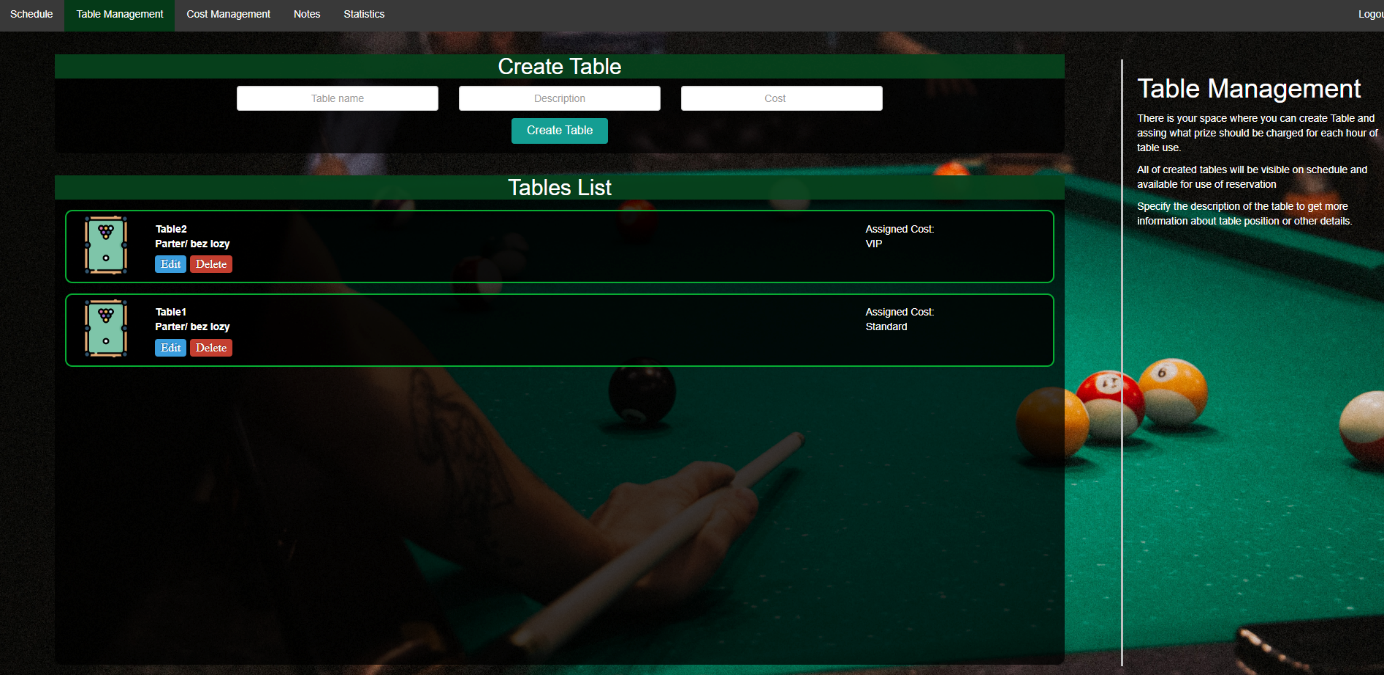 Schedule
Table Management
Cost Management
Notes
Statistics
Logou
Create Table
Table name
Description
Cost
Create Table
Tables List
Table2
Parter/ bez lozy
Edit
Delete
Assigned Cost:
VIP
Table1
Parter/ bez lozy
Edit
Delete
Assigned Cost:
Standard
Table Management
There is your space where you can create Table and
assing what prize should be charged for each hour of
table use.
All of created tables will be visible on schedule and
available for use of reservation
Specify the description of the table to get more
information about table position or other details.
6